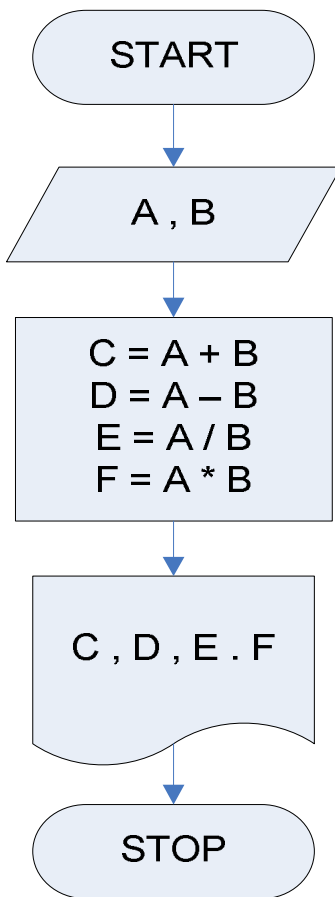 START
A , B
C = A + B
D = A – B
E = A / B
F = A * B
C , D , E . F
STOP